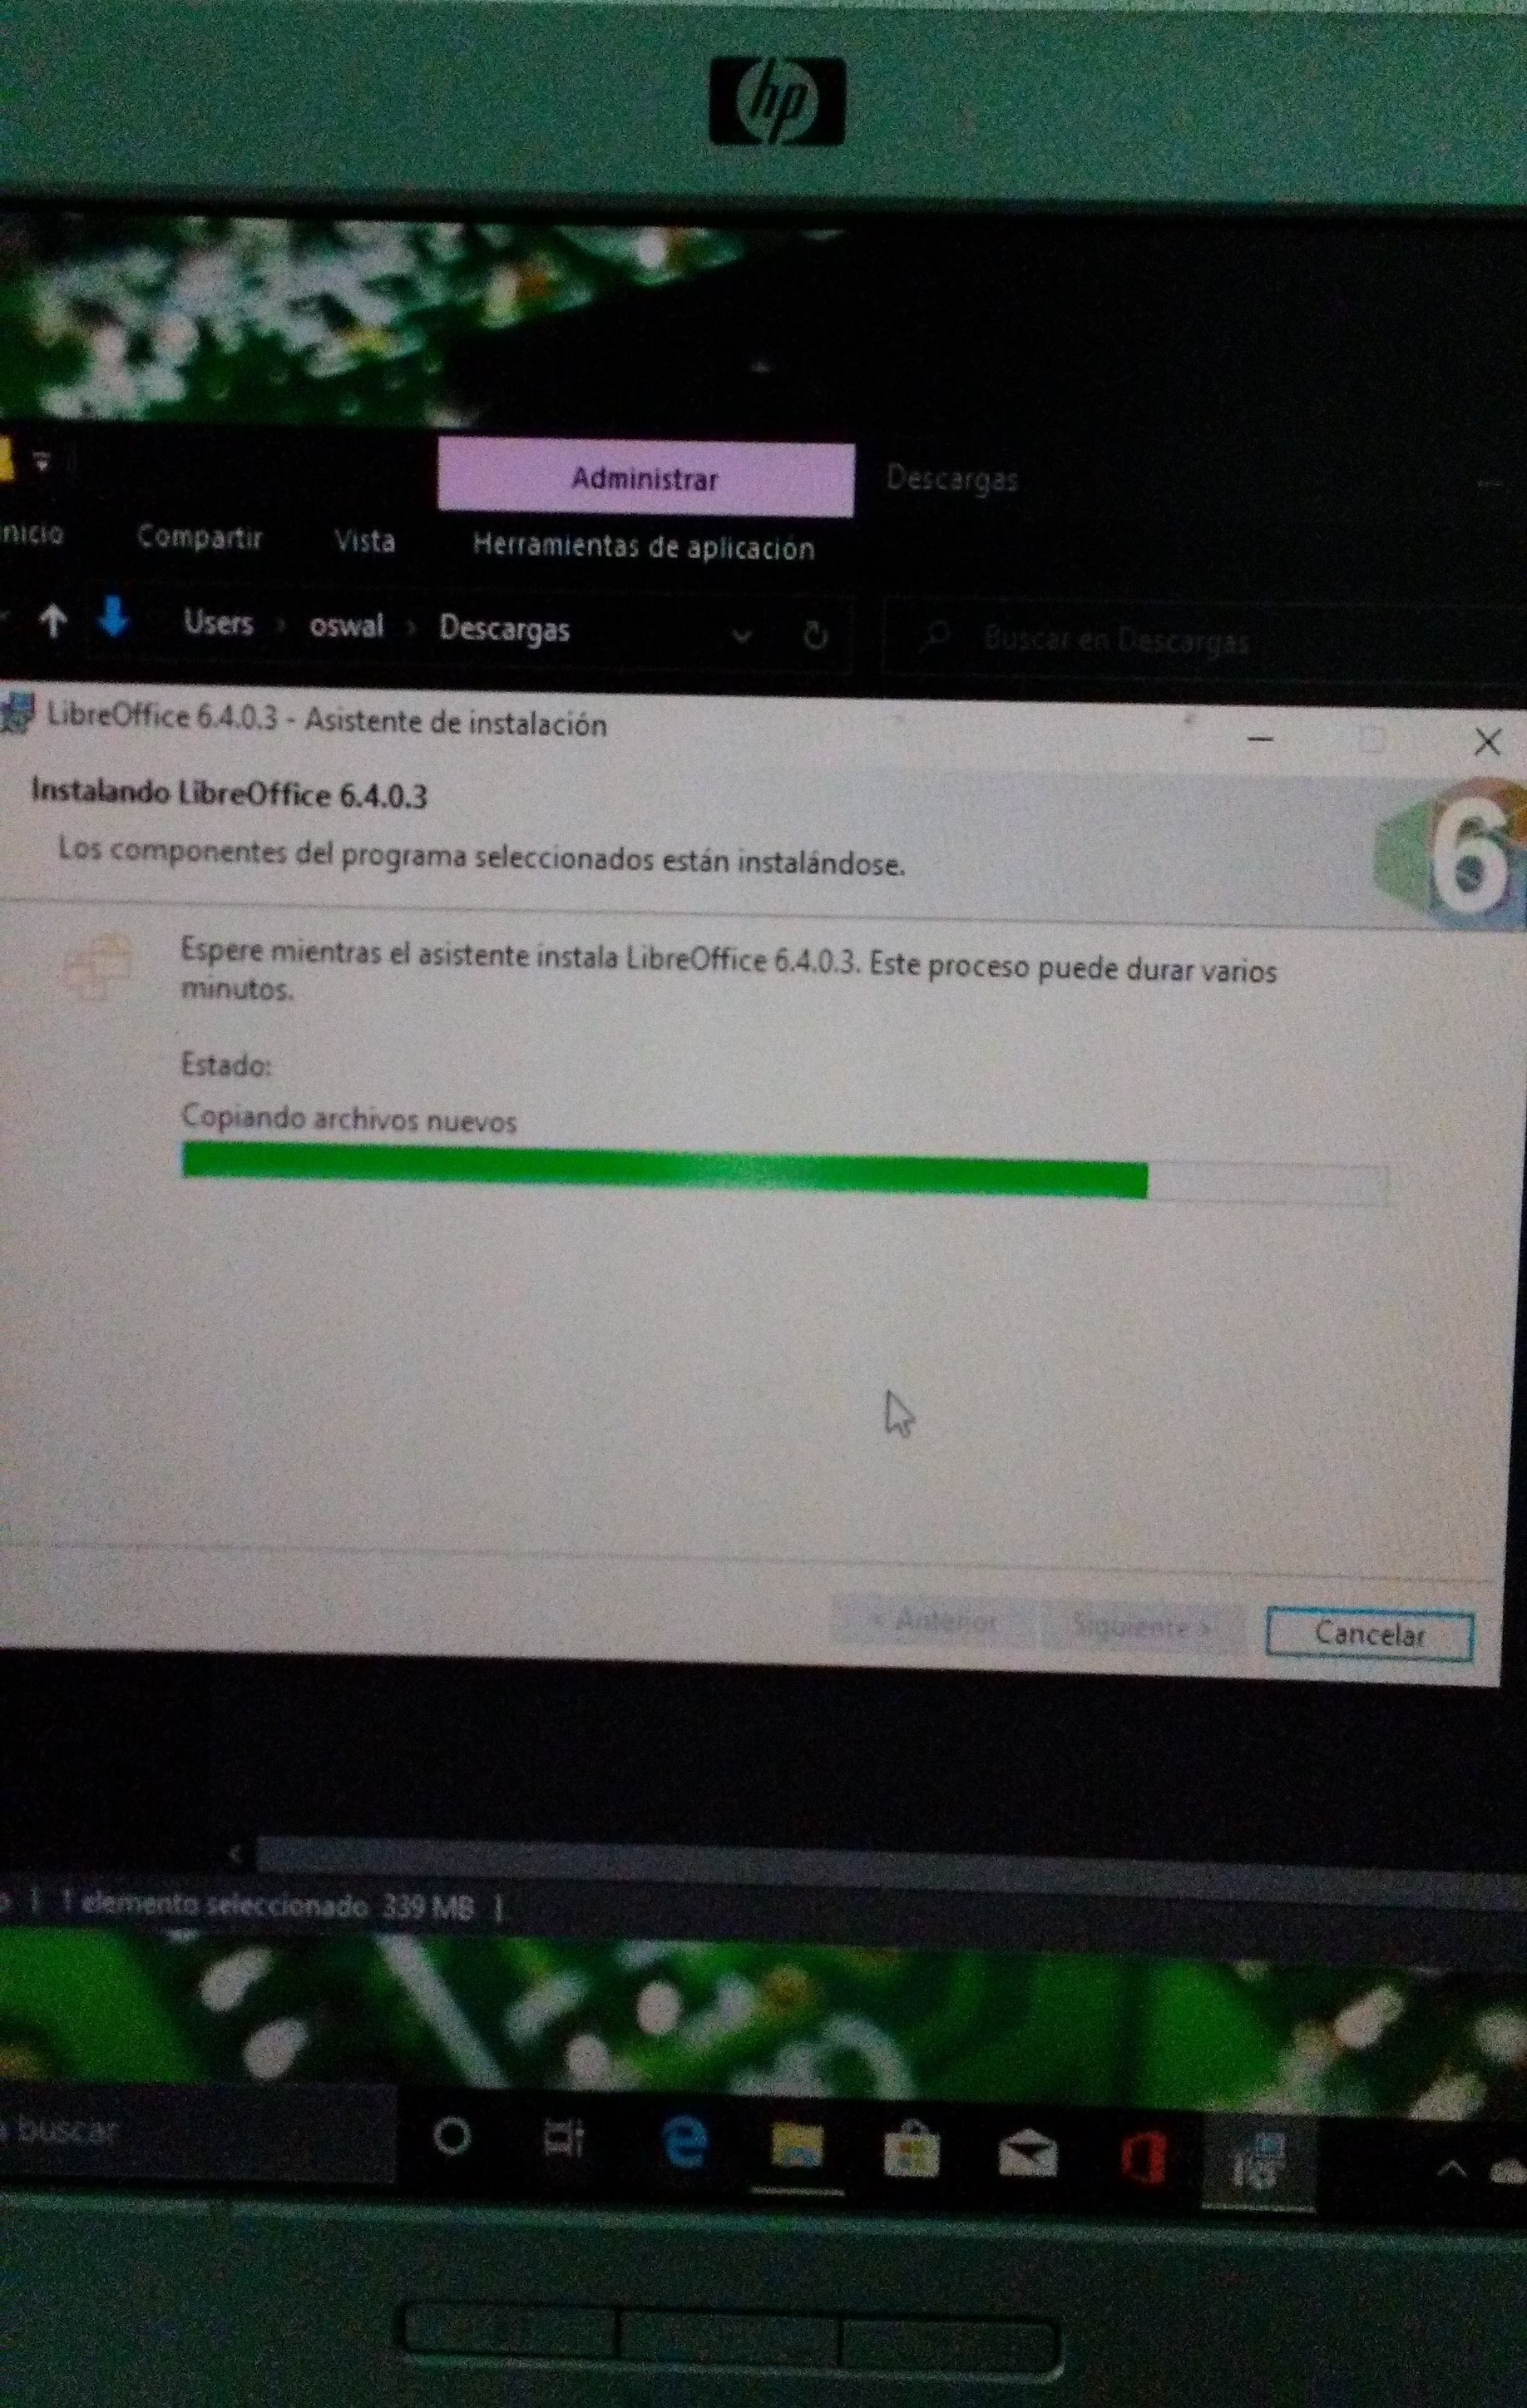 hp
Administrar
Descargas
Compartir
Vista
Herramientas de aplicación
Users › oswal › Descargas
Buscar en Descargas
LibreOffice 6.4.0.3 - Asistente de instalación
Instalando LibreOffice 6.4.0.3
Los componentes del programa seleccionados están instalándose.
6
Espere mientras el asistente instala LibreOffice 6.4.0.3. Este proceso puede durar varios
minutos.
Estado:
Copiando archivos nuevos
< Anterior
Siguiente >
Cancelar
1 elemento seleccionado 339 MB
buscar